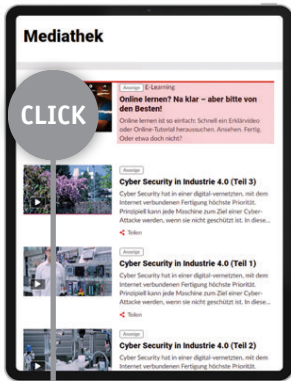 Mediathek
CLICK
Anzeige E-Learning
Online lernen? Na klar – aber bitte von
den Besten!
Online lernen ist so einfach: Schnell ein Erklärvideo
oder Online-Tutorial heraussuchen. Ansehen. Fertig.
Oder etwa doch nicht?
Anzeige
Cyber Security in Industrie 4.0 (Teil 3)
Cyber Security hat in einer digital-vernetzten, mit dem
Internet verbundenen Fertigung höchste Priorität.
Prinzipiell kann jede Maschine zum Ziel einer Cyber-
Attacke werden, wenn sie nicht geschützt ist. In diese...
Teilen
Anzeige
Cyber Security in Industrie 4.0 (Teil 1)
Cyber Security hat in einer digital-vernetzten, mit dem
Internet verbundenen Fertigung höchste Priorität.
Prinzipiell kann jede Maschine zum Ziel einer Cyber-
Attacke werden, wenn sie nicht geschützt ist. In diese...
Teilen
Anzeige
Cyber Security in Industrie 4.0 (Teil 2)
Cyber Security hat in einer digital-vernetzten, mit dem
Internet verbundenen Fertigung höchste Priorität.